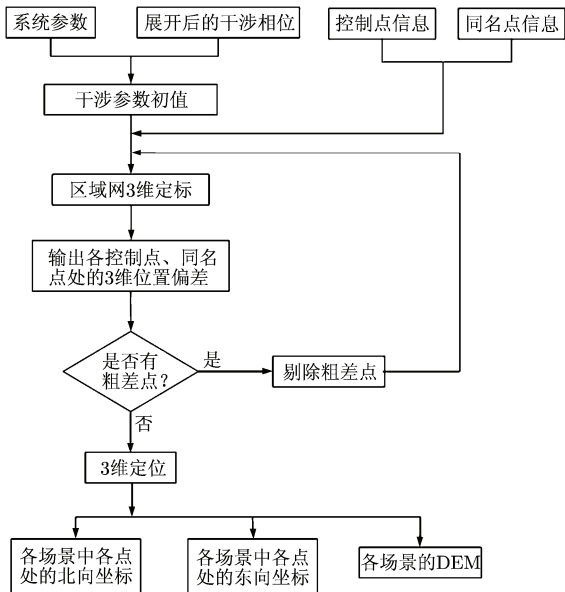 系统参数
展开后的干涉相位
控制点信息
同名点信息
干涉参数初值
区域网3维定标
输出各控制点、同名
点处的3维位置偏差
是否有
粗差点?
是
剔除粗差点
否
3维定位
各场景中各点
处的北向坐标
各场景中各点
处的东向坐标
各场景的DEM